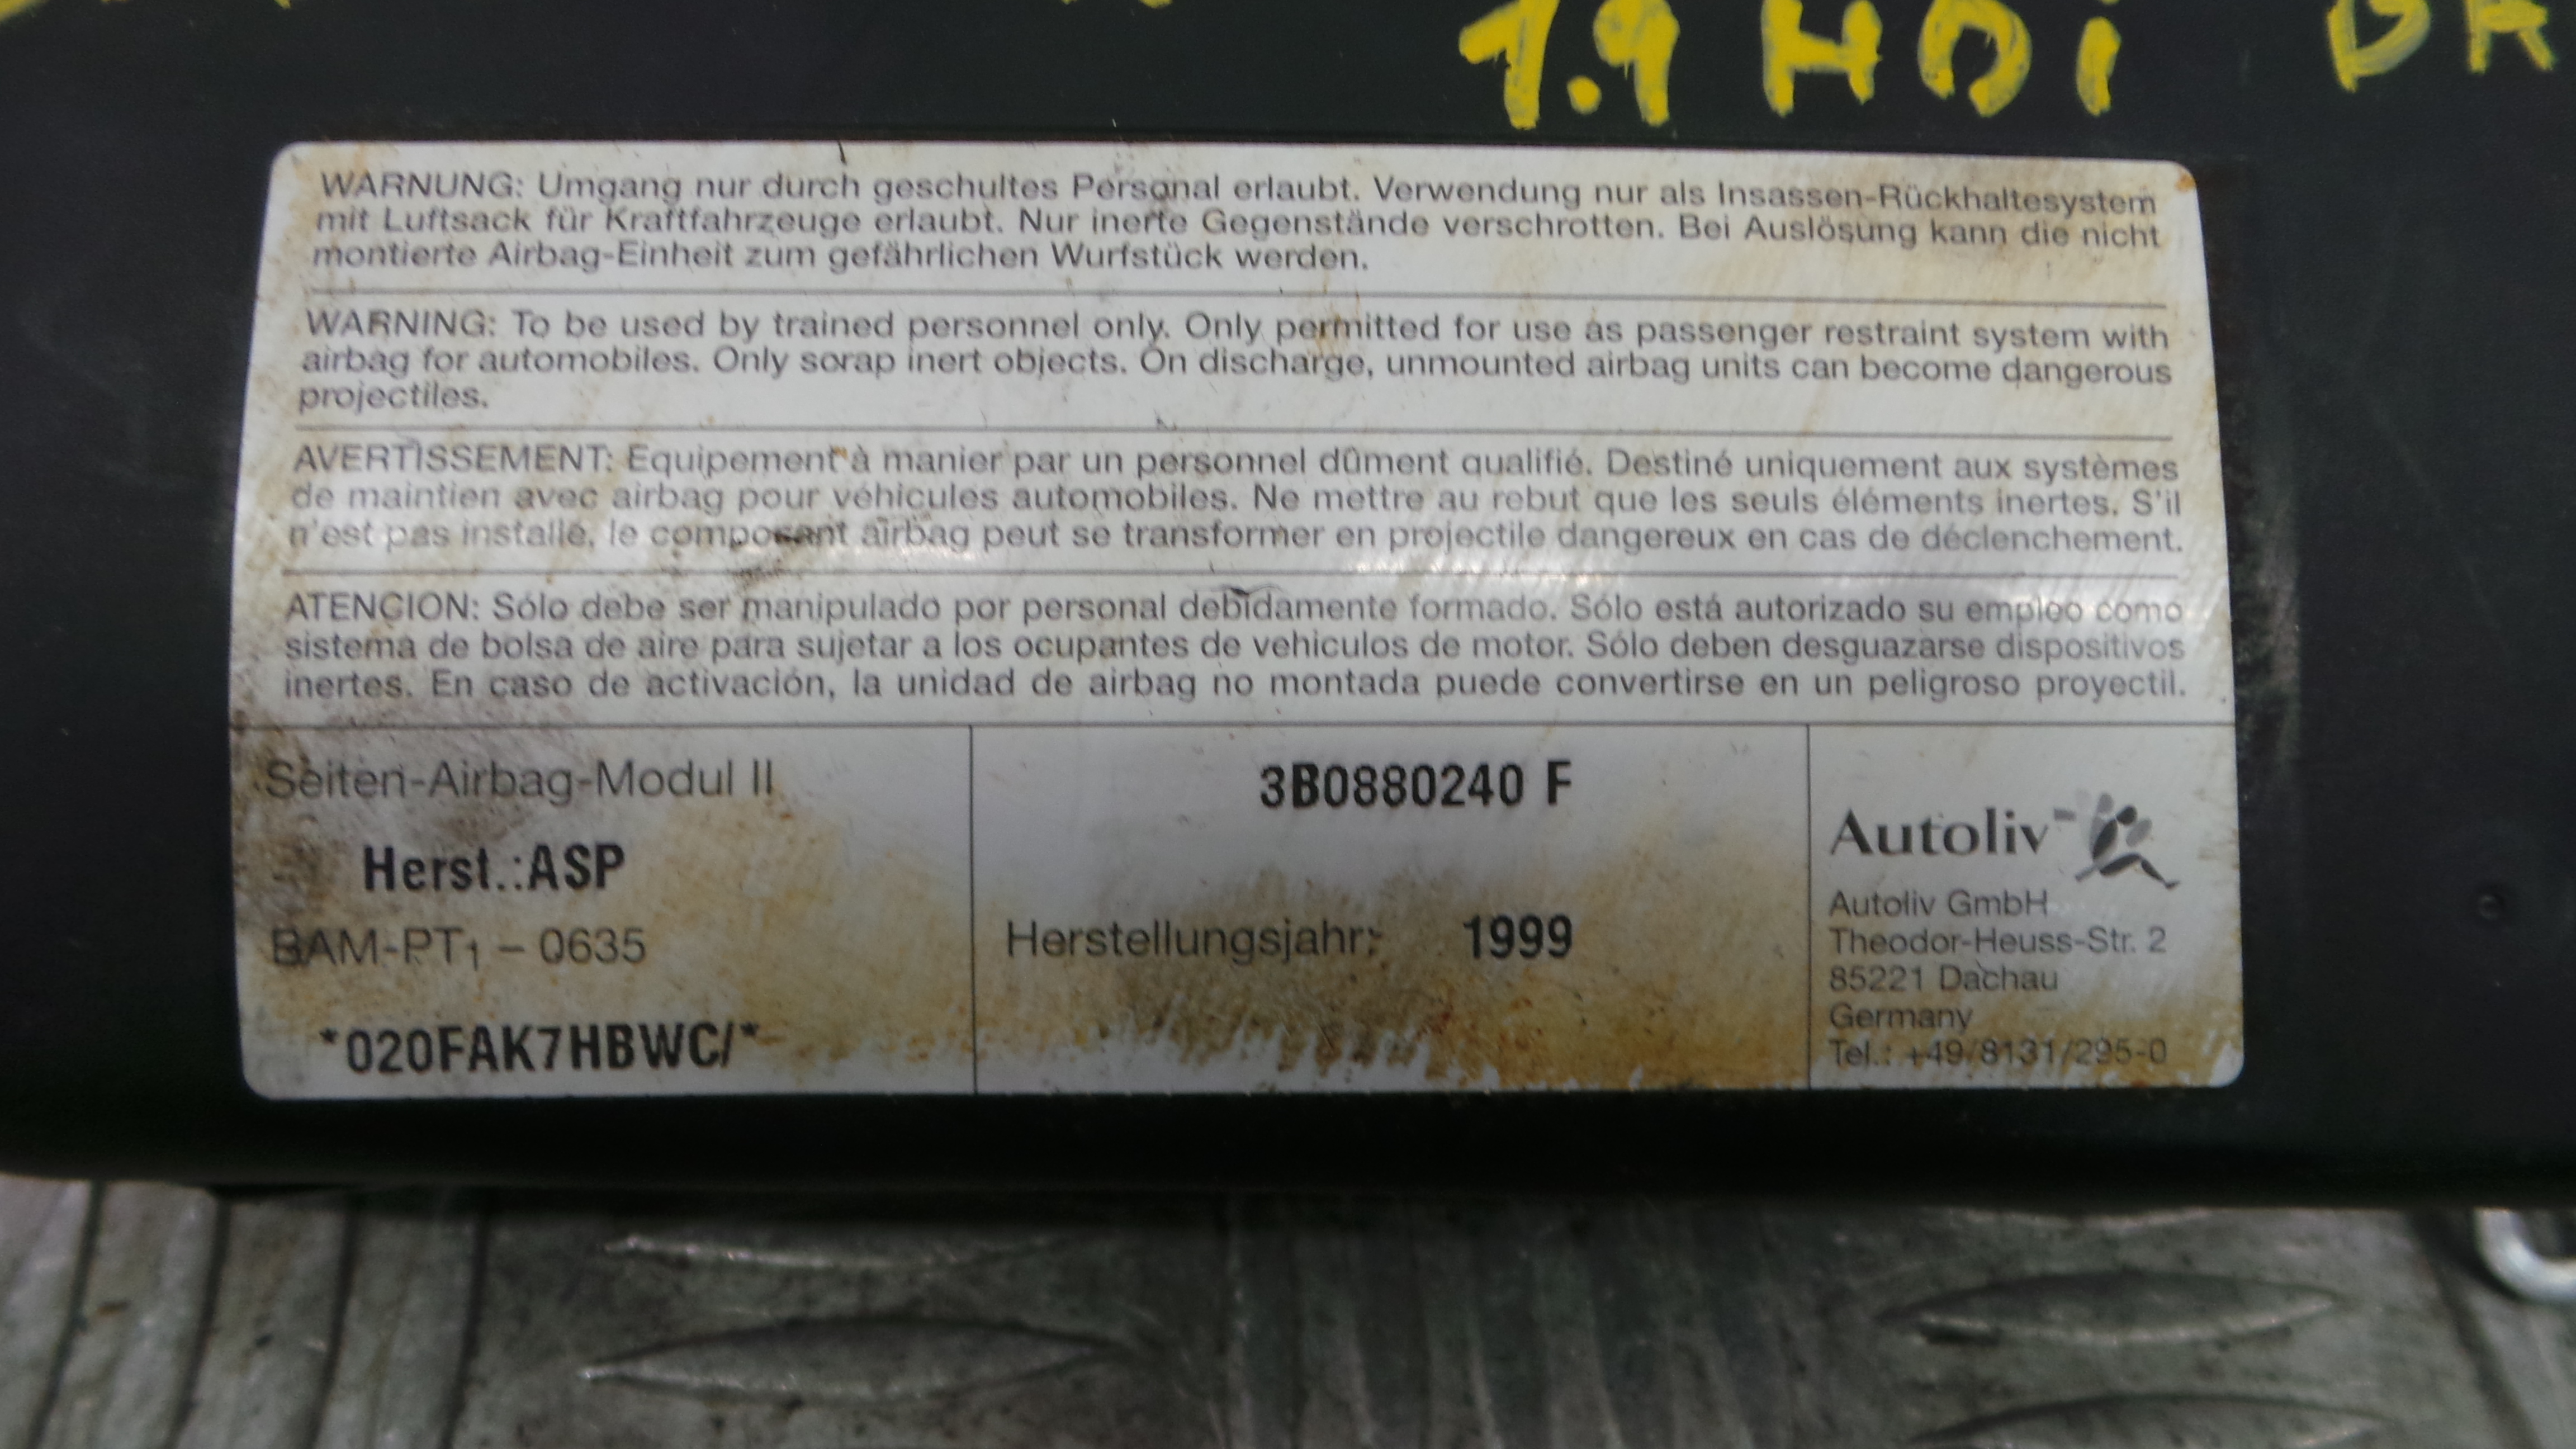 1.9 HDi
WARNUNG: Umgang nur durch geschultes Personal erlaubt. Verwendung nur als Insassen-Rückhaltesystem
mit Luftsack für Kraftfahrzeuge erlaubt. Nur inerte Gegenstände verschrotten. Bei Auslösung kann die nicht
montierte Airbag-Einheit zum gefährlichen Wurfstück werden.
WARNING: To be used by trained personnel only. Only permitted for use as passenger restraint system with
airbag for automobiles. Only scrap inert objects. On discharge, unmounted airbag units can become dangerous
projectiles.
AVERTISSEMENT: Equipement à manier par un personnel dûment qualifié. Destiné uniquement aux systèmes
de maintien avec airbag pour véhicules automobiles. Ne mettre au rebut que les seuls éléments inertes. S'il
n'est pas installé, le composant airbag peut se transformer en projectile dangereux en cas de déclenchement.
ATENCION: Sólo debe ser manipulado por personal debidamente formado. Sólo está autorizado su empleo como
sistema de bolsa de aire para sujetar a los ocupantes de vehiculos de motor. Sólo deben desguazarse dispositivos
inertes. En caso de activación, la unidad de airbag no montada puede convertirse en un peligroso proyectil.
Seiten-Airbag-Modul II
Herst.:ASP
BAM-PT1 – 0635
*020FAK7HBWC/*
3B0880240 F
Herstellungsjahr: 1999
Autoliv
Autoliv GmbH
Theodor-Heuss-Str. 2
85221 Dachau
Germany
Tel.: +49/8131/295-0